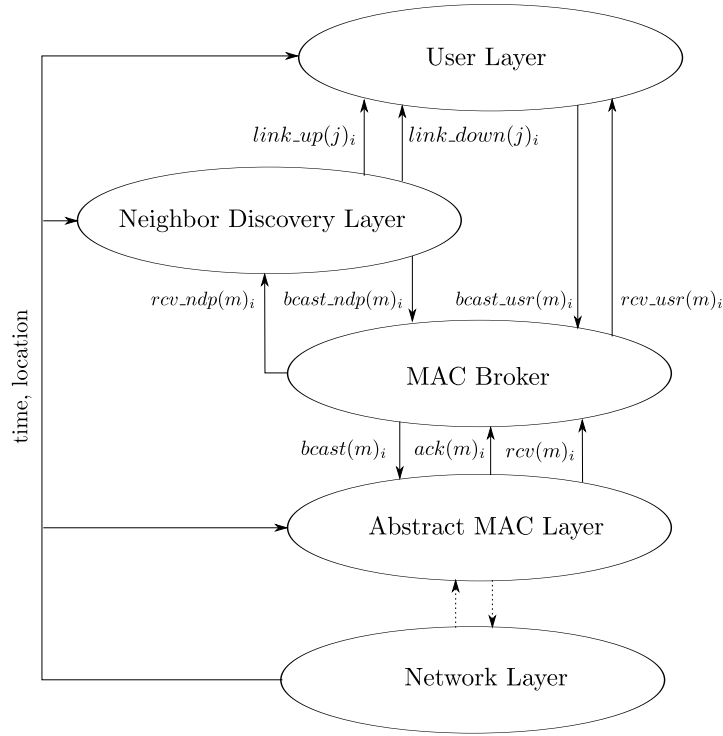 User Layer
link_up(j)_i
link_down(j)_i
Neighbor Discovery Layer
rcv_ndp(m)_i
bcast_ndp(m)_i
bcast_usr(m)_i
rcv_usr(m)_i
time, location
MAC Broker
bcast(m)_i
ack(m)_i
rcv(m)_i
Abstract MAC Layer
Network Layer